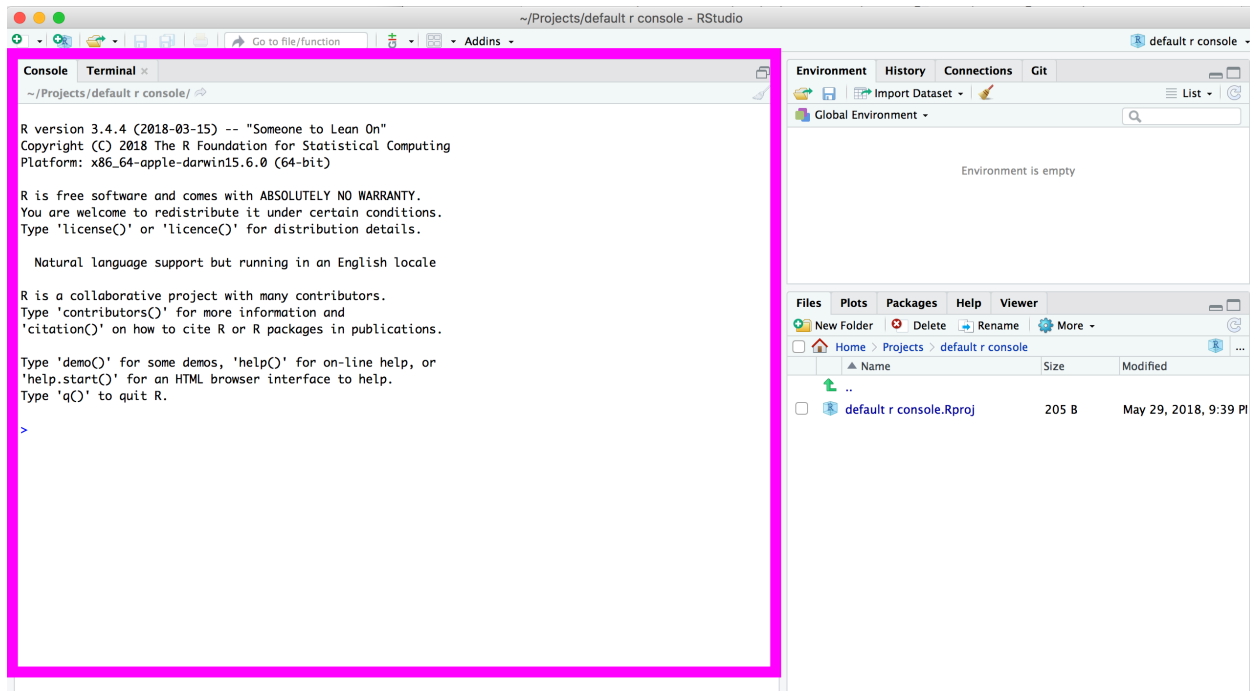 ~/Projects/default r console - RStudio
Go to file/function
Addins
default r console
Console Terminal
~/Projects/default r console/
R version 3.4.4 (2018-03-15) -- "Someone to Lean On"
Copyright (C) 2018 The R Foundation for Statistical Computing
Platform: x86_64-apple-darwin15.6.0 (64-bit)
R is free software and comes with ABSOLUTELY NO WARRANTY.
You are welcome to redistribute it under certain conditions.
Type 'license()' or 'licence()' for distribution details.
Natural language support but running in an English locale
R is a collaborative project with many contributors.
Type 'contributors()' for more information and
'citation()' on how to cite R or R packages in publications.
Type 'demo()' for some demos, 'help()' for on-line help, or
'help.start()' for an HTML browser interface to help.
Type 'q()' to quit R.
>
Environment History Connections Git
Import Dataset List
Global Environment
Environment is empty
Files Plots Packages Help Viewer
New Folder Delete Rename More
Home > Projects > default r console ...
Name Size Modified
..
default r console.Rproj 205 B May 29, 2018, 9:39 P